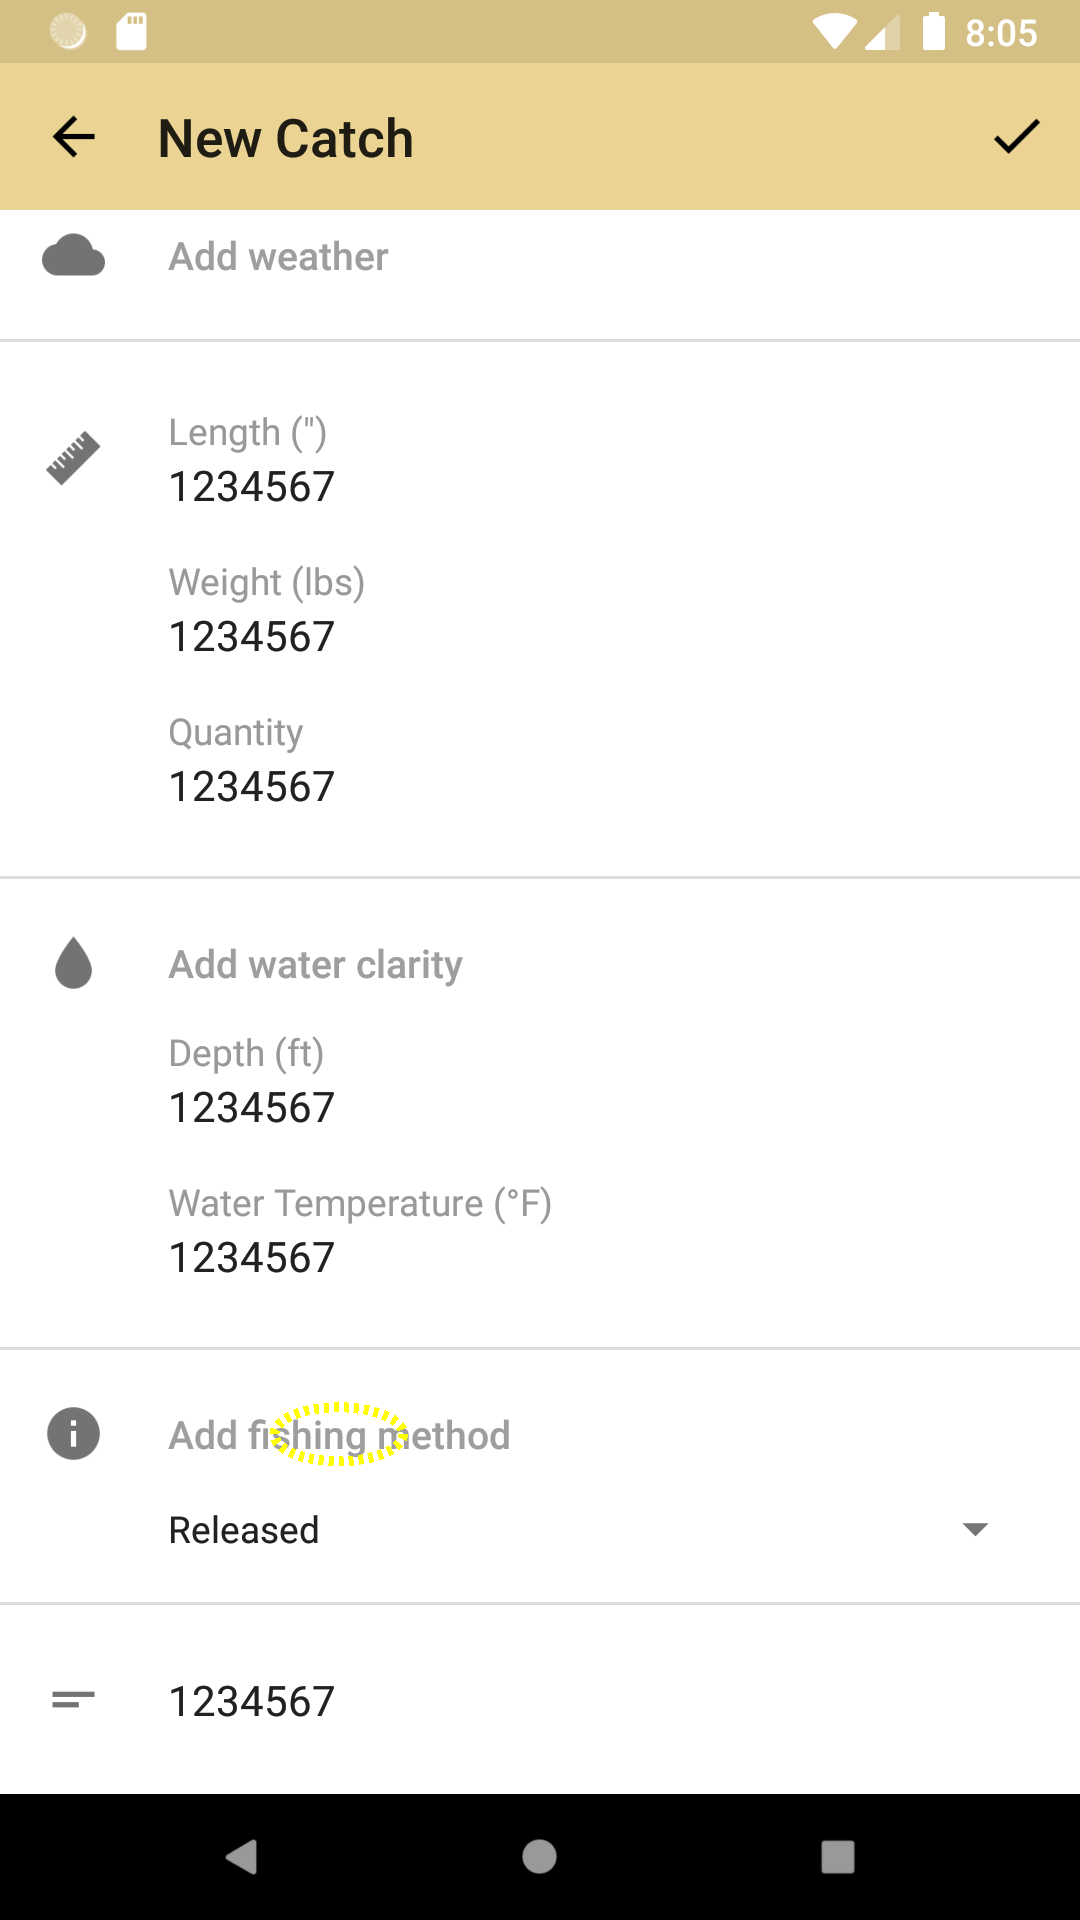 8:05
New Catch
Add weather
Length (")
1234567
Weight (lbs)
1234567
Quantity
1234567
Add water clarity
Depth (ft)
1234567
Water Temperature (°F)
1234567
Add fishing method
Released
1234567